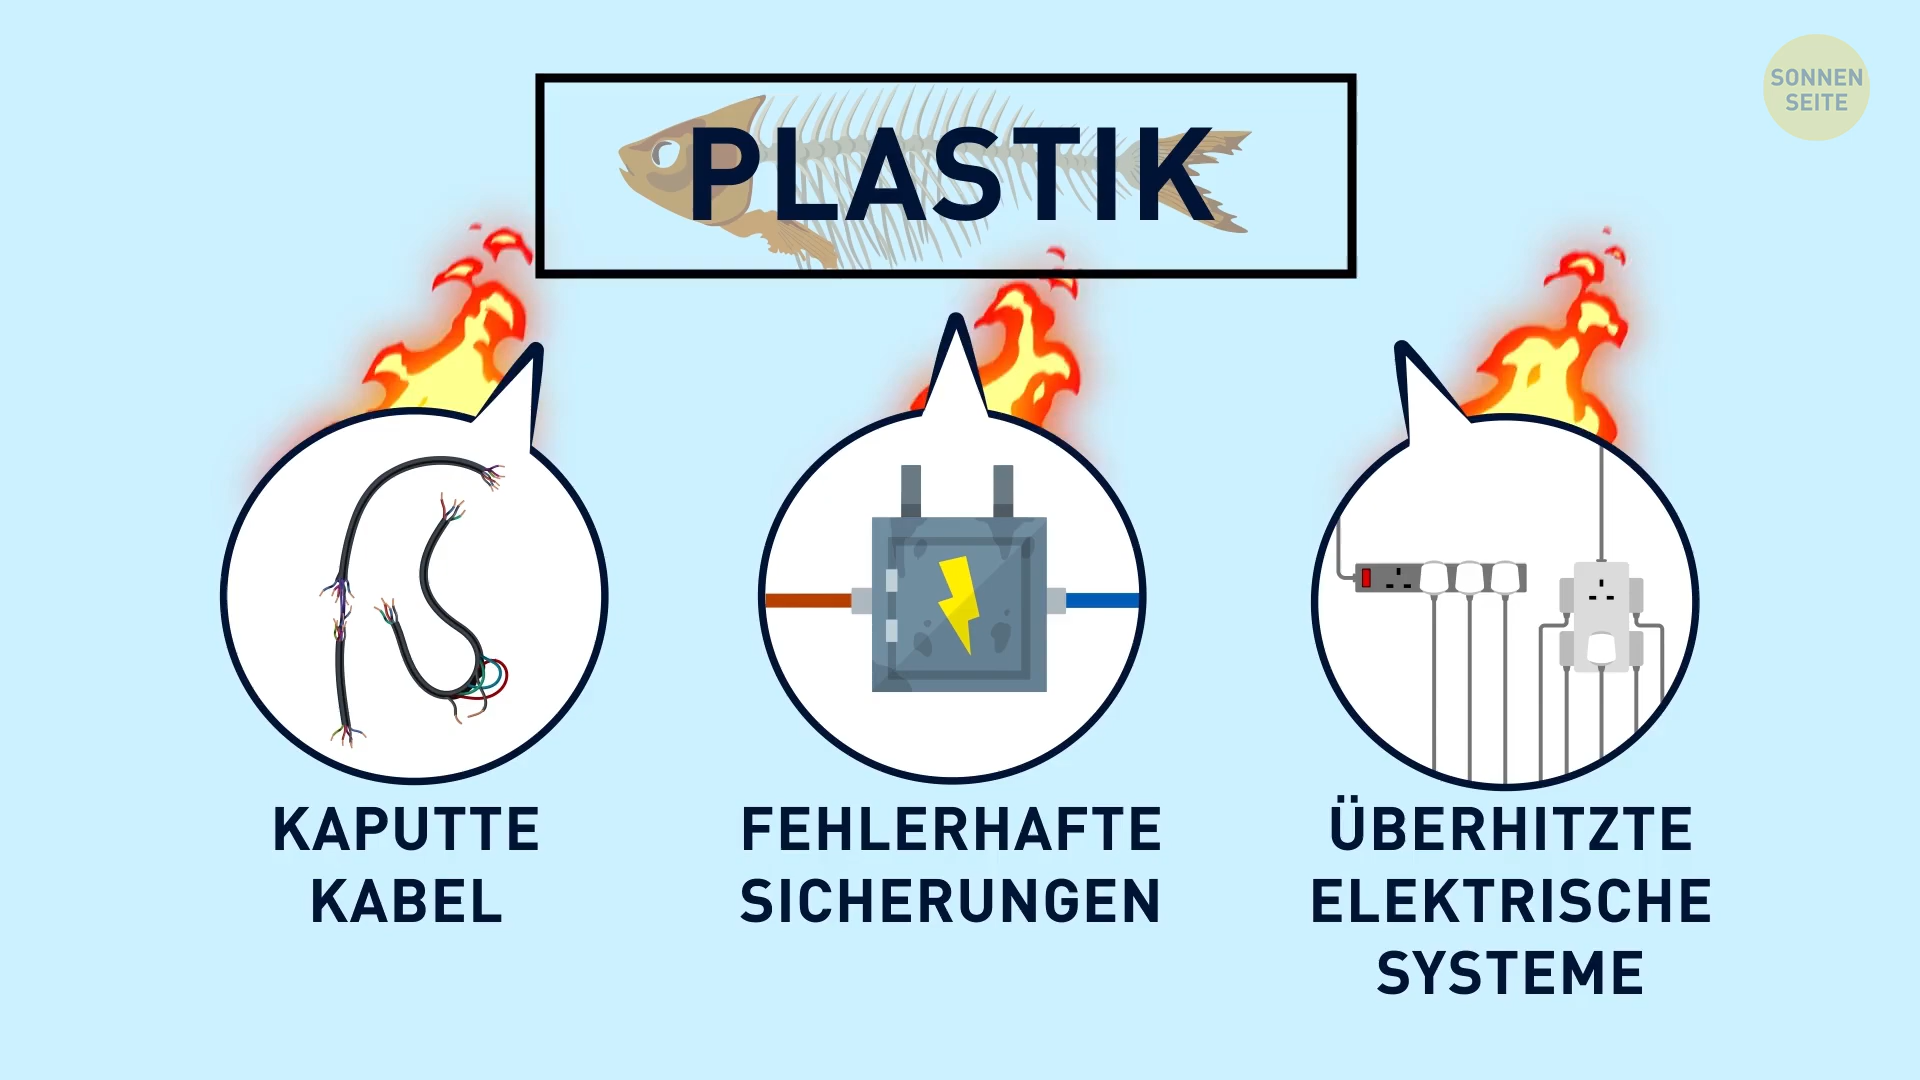 SONNEN
SEITE
PLASTIK
KAPUTTE
KABEL
FEHLERHAFTE
SICHERUNGEN
ÜBERHITZTE
ELEKTRISCHE
SYSTEME